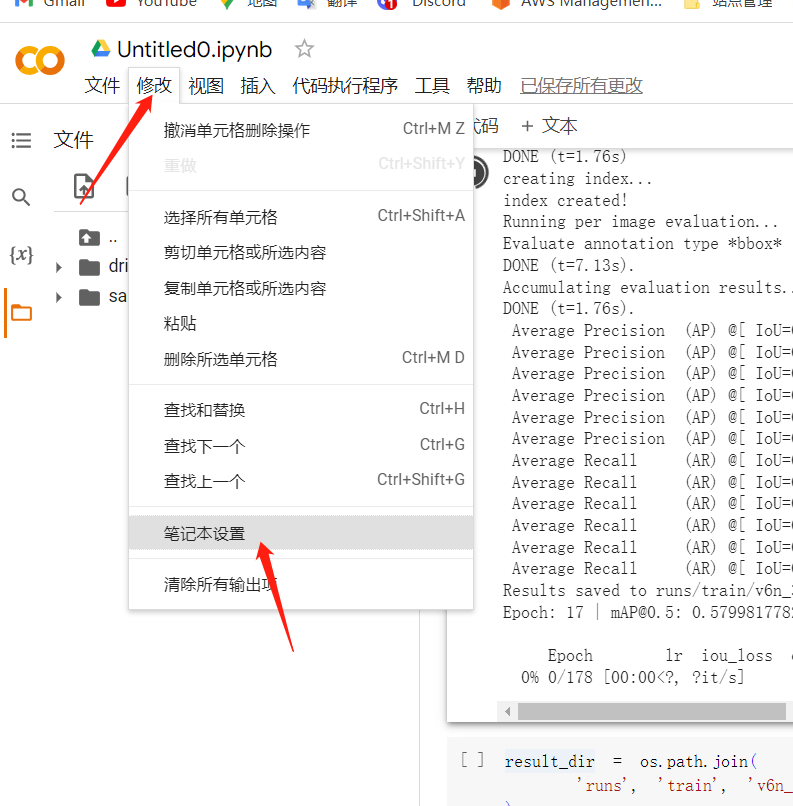 Gmail YouTube 地图 翻译 Discord AWS Managemen... 站点管理
Untitled0.ipynb
文件 修改 视图 插入 代码执行程序 工具 帮助 已保存所有更改
文件
代码 + 文本
..
dri
sa
{x}
撤消单元格删除操作 Ctrl+M Z
重做 Ctrl+Shift+Y
选择所有单元格 Ctrl+Shift+A
剪切单元格或所选内容
复制单元格或所选内容
粘贴
删除所选单元格 Ctrl+M D
查找和替换 Ctrl+H
查找下一个 Ctrl+G
查找上一个 Ctrl+Shift+G
笔记本设置
清除所有输出项
DONE (t=1.76s)
creating index...
index created!
Running per image evaluation...
Evaluate annotation type *bbox*
DONE (t=7.13s).
Accumulating evaluation results..
DONE (t=1.76s).
Average Precision (AP) @[ IoU=
Average Precision (AP) @[ IoU=
Average Precision (AP) @[ IoU=
Average Precision (AP) @[ IoU=
Average Precision (AP) @[ IoU=
Average Precision (AP) @[ IoU=
Average Recall (AR) @[ IoU=
Average Recall (AR) @[ IoU=
Average Recall (AR) @[ IoU=
Average Recall (AR) @[ IoU=
Average Recall (AR) @[ IoU=
Average Recall (AR) @[ IoU=
Results saved to runs/train/v6n_
Epoch: 17 | mAP@0.5: 0.579981778
Epoch lr iou_loss
0% 0/178 [00:00<?, ?it/s]
[ ] result_dir = os.path.join(
'runs', 'train', 'v6n_